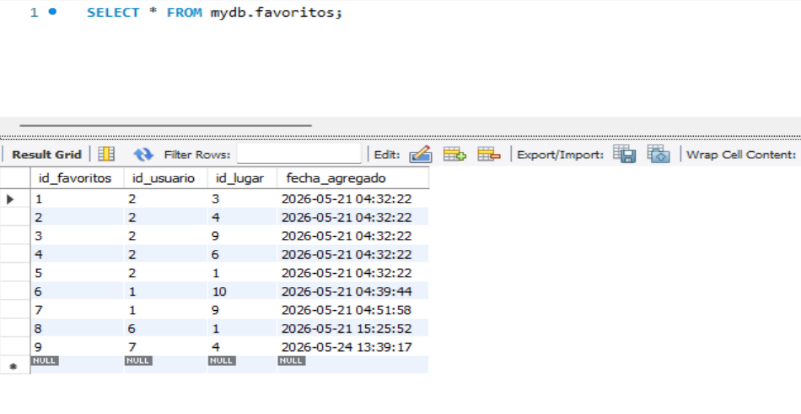 1 SELECT * FROM mydb.favoritos;
Result Grid Filter Rows: Edit: Export/Import: Wrap Cell Content:
id_favoritos id_usuario id_lugar fecha_agregado
1 2 3 2026-05-21 04:32:22
2 2 4 2026-05-21 04:32:22
3 2 9 2026-05-21 04:32:22
4 2 6 2026-05-21 04:32:22
5 2 1 2026-05-21 04:32:22
6 1 10 2026-05-21 04:39:44
7 1 9 2026-05-21 04:51:58
8 6 1 2026-05-21 15:25:52
9 7 4 2026-05-24 13:39:17
NULL NULL NULL NULL